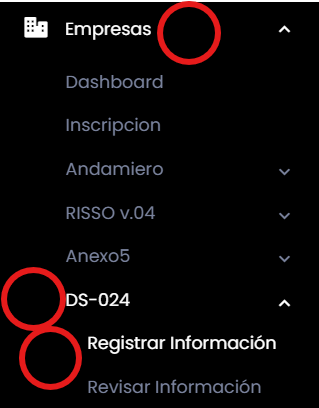 Empresas
Dashboard
Inscripcion
Andamiero
RISSO v.04
Anexo5
DS-024
Registrar Información
Revisar Información